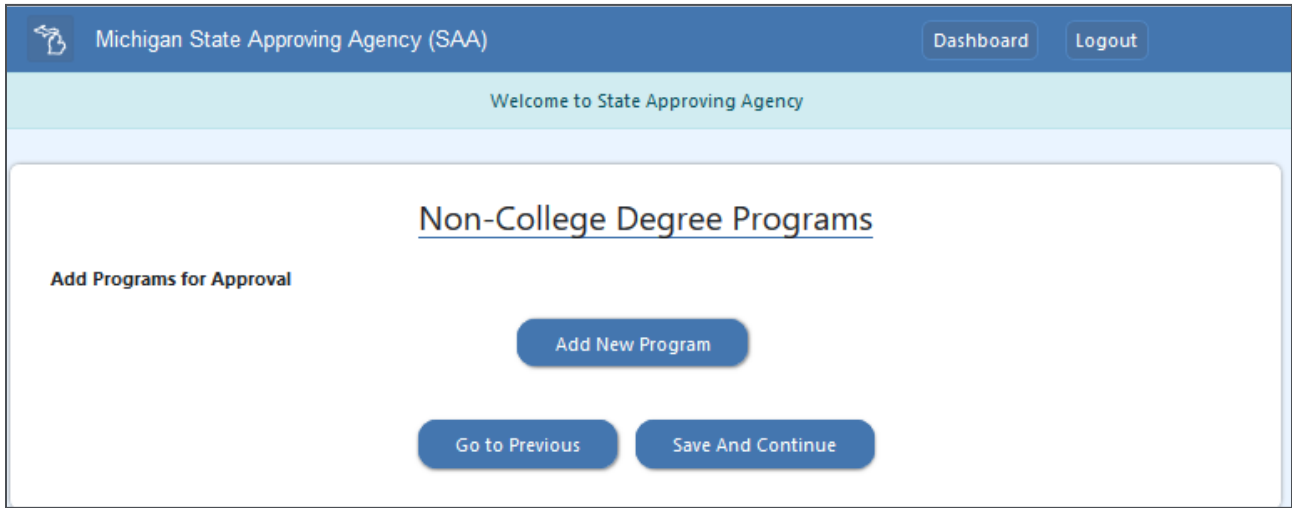 Michigan State Approving Agency (SAA) Dashboard Logout
Welcome to State Approving Agency
Non-College Degree Programs
Add Programs for Approval
Add New Program
Go to Previous Save And Continue